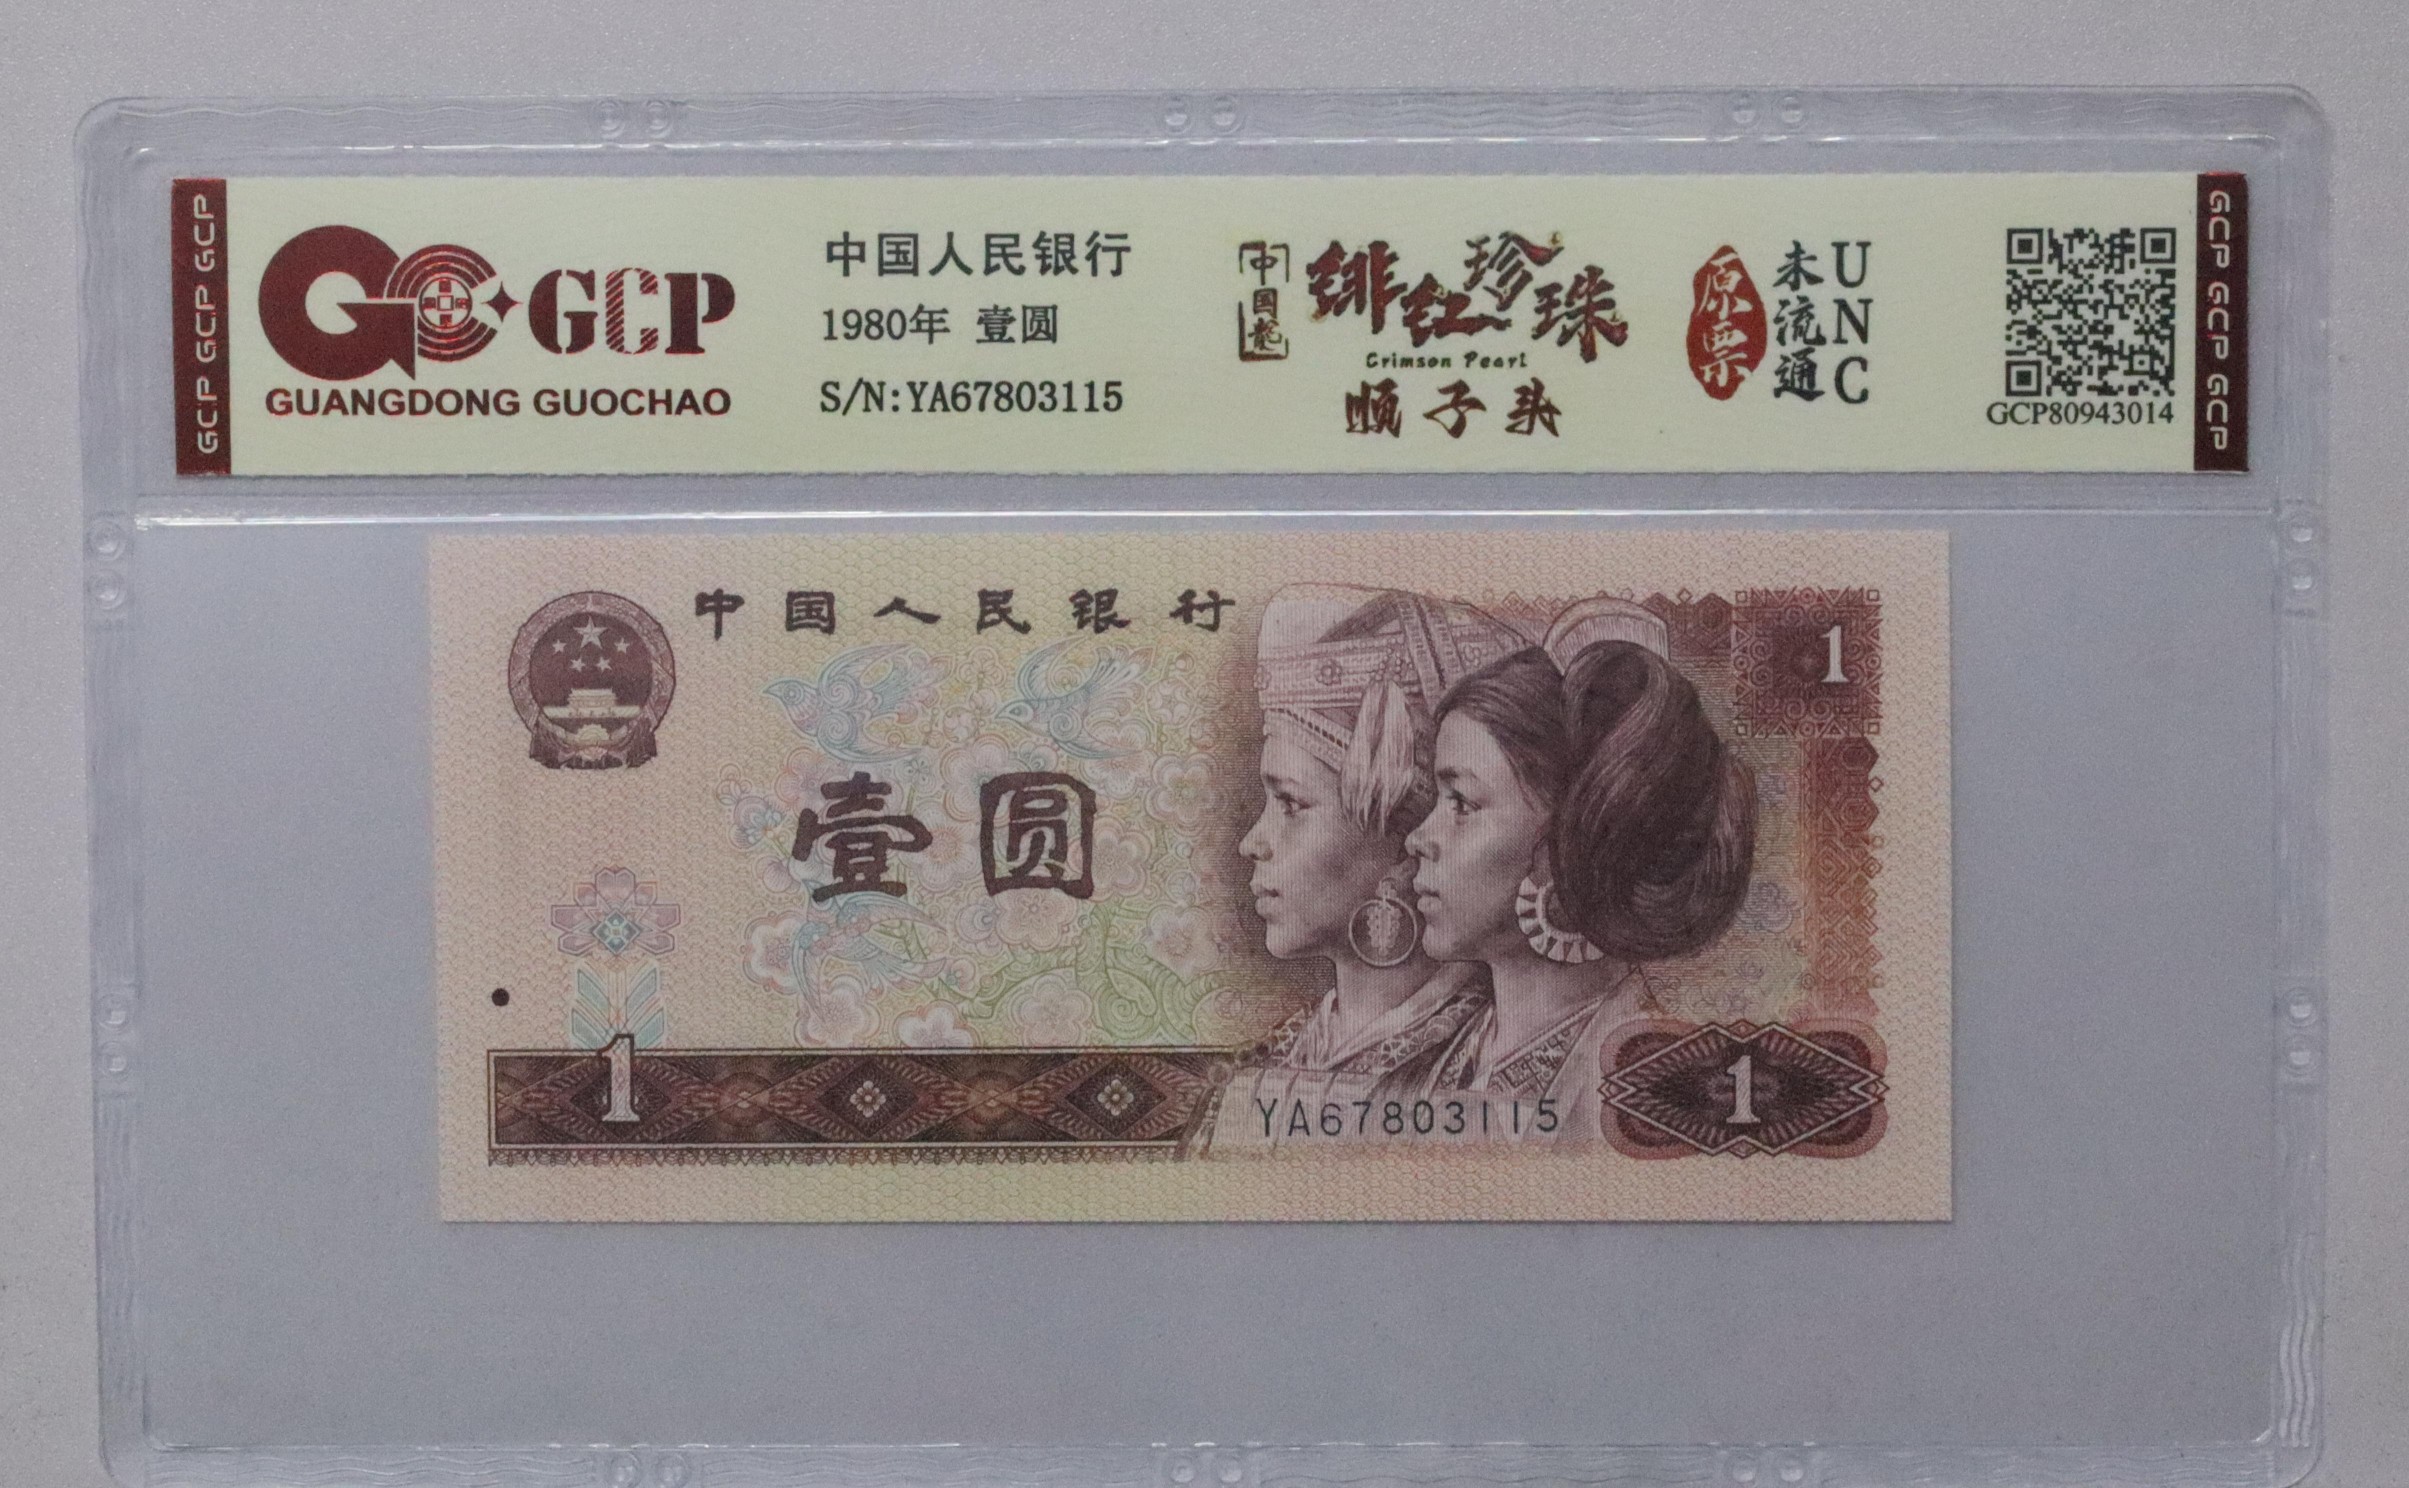 GCP GCP GCP
GCP
GUANGDONG GUOCHAO
中国人民银行
1980年 壹圆
S/N:YA67803115
中国龙
绯红珍珠
Crimson Pearl
顺子头
原票
未流通
UNC
GCP80943014
GCP GCP GCP
中国人民银行
1
壹圆
1
YA67803115
1